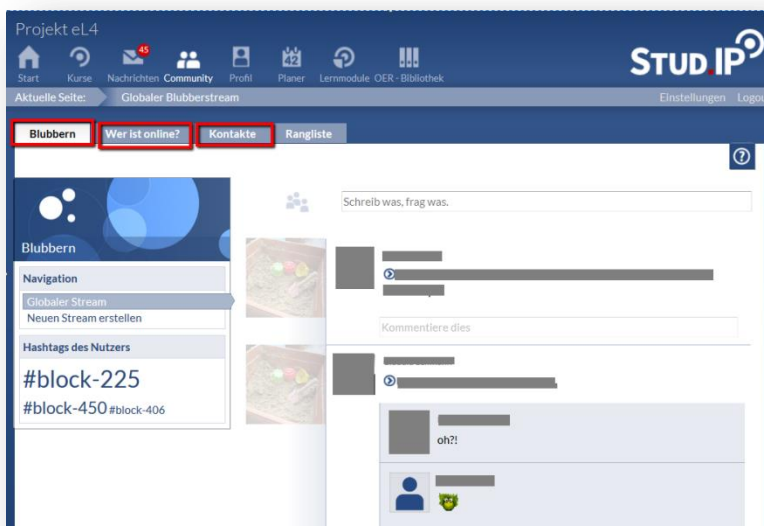 Projekt eL4
45
42
Start Kurse Nachrichten Community Profil Planer Lernmodule OER - Bibliothek
STUD.IP
Aktuelle Seite: Globaler Blubberstream Einstellungen Logou
Blubbern Wer ist online? Kontakte Rangliste
?
Schreib was, frag was.
Blubbern
Navigation
Globaler Stream
Neuen Stream erstellen
Kommentiere dies
Hashtags des Nutzers
#block-225
#block-450 #block-406
oh?!